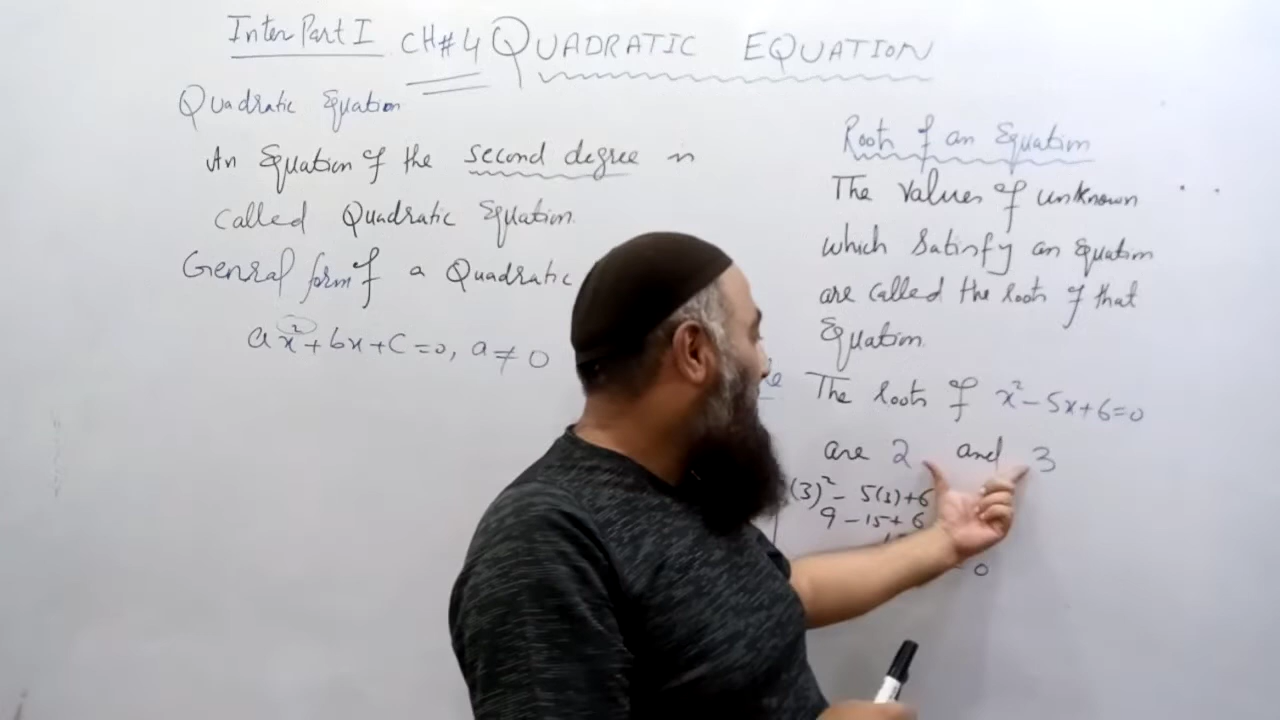 Inter Part I CH#4 QUADRATIC EQUATION
Quadratic Equation
An Equation of the second degree is
called Quadratic Equation.
General form of a Quadratic
ax²+bx+c=0, a≠0
Roots of an Equation
The values of unknown
which satisfy an Equation
are called the roots of that
Equation.
The roots of x²-5x+6=0
are 2 and 3
(3)²-5(3)+6
9-15+6
0